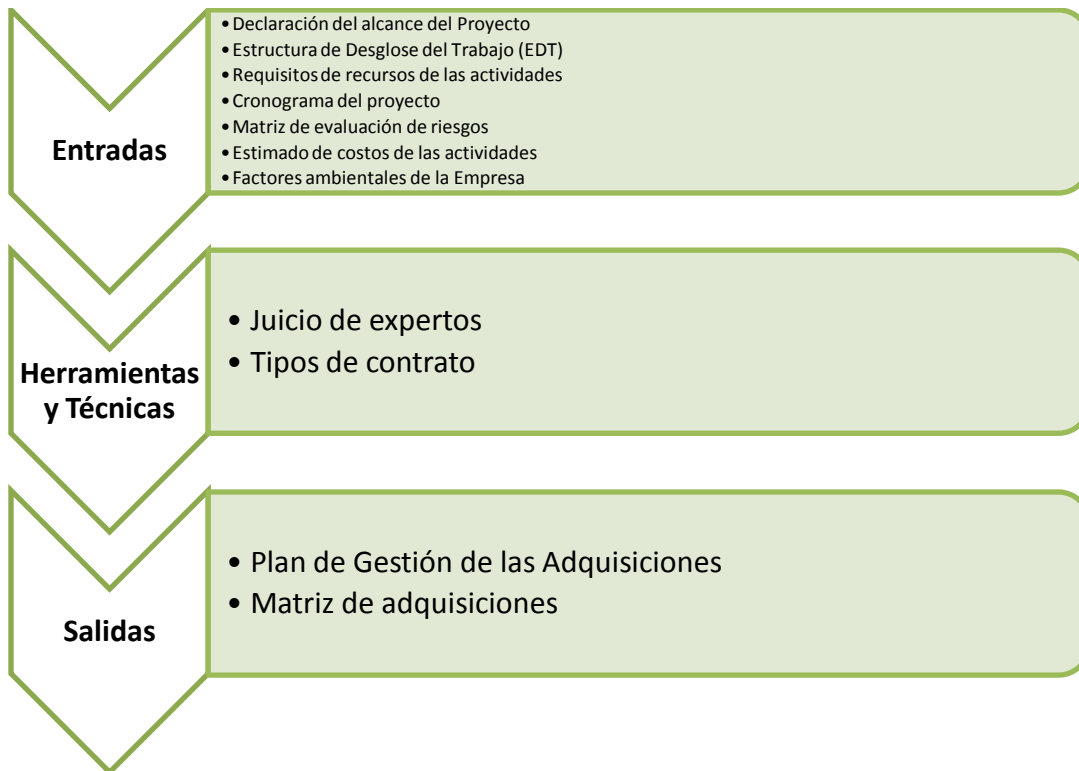 Entradas
• Declaración del alcance del Proyecto
• Estructura de Desglose del Trabajo (EDT)
• Requisitos de recursos de las actividades
• Cronograma del proyecto
• Matriz de evaluación de riesgos
• Estimado de costos de las actividades
• Factores ambientales de la Empresa
Herramientas
y Técnicas
• Juicio de expertos
• Tipos de contrato
Salidas
• Plan de Gestión de las Adquisiciones
• Matriz de adquisiciones